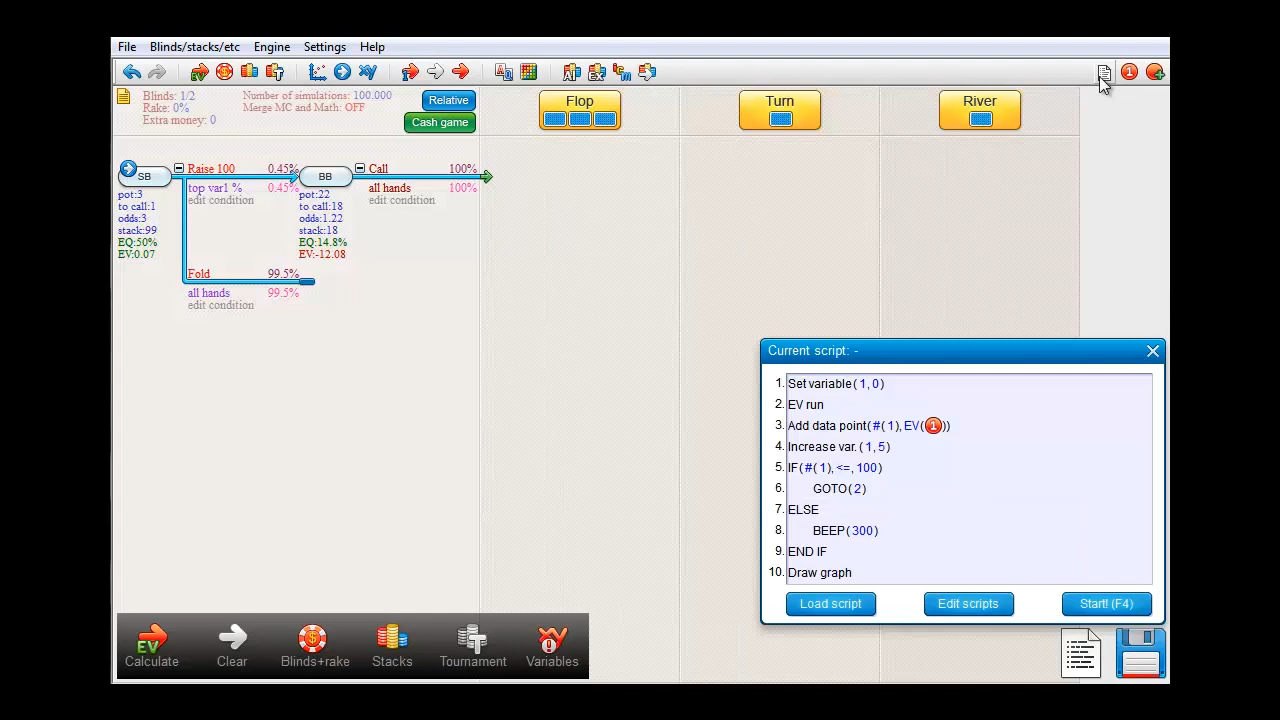 File Blinds/stacks/etc Engine Settings Help
Blinds: 1/2
Rake: 0%
Extra money: 0
Number of simulations: 100.000
Merge MC and Math: OFF
Relative
Cash game
Flop
Turn
River
SB
Raise 100 0.45%
top var1 % 0.45%
edit condition
BB
Call 100%
all hands 100%
edit condition
pot:3
to call:1
odds:3
stack:99
EQ:50%
EV:0.07
pot:22
to call:18
odds:1.22
stack:18
EQ:14.8%
EV:-12.08
Fold 99.5%
all hands 99.5%
edit condition
Current script: -
1. Set variable( 1, 0)
2. EV run
3. Add data point( #( 1), EV( 1 ))
4. Increase var. ( 1, 5)
5. IF( #( 1), <=, 100)
6. GOTO( 2)
7. ELSE
8. BEEP( 300)
9. END IF
10. Draw graph
Load script Edit scripts Start! (F4)
EV
Calculate Clear Blinds+rake Stacks Tournament Variables